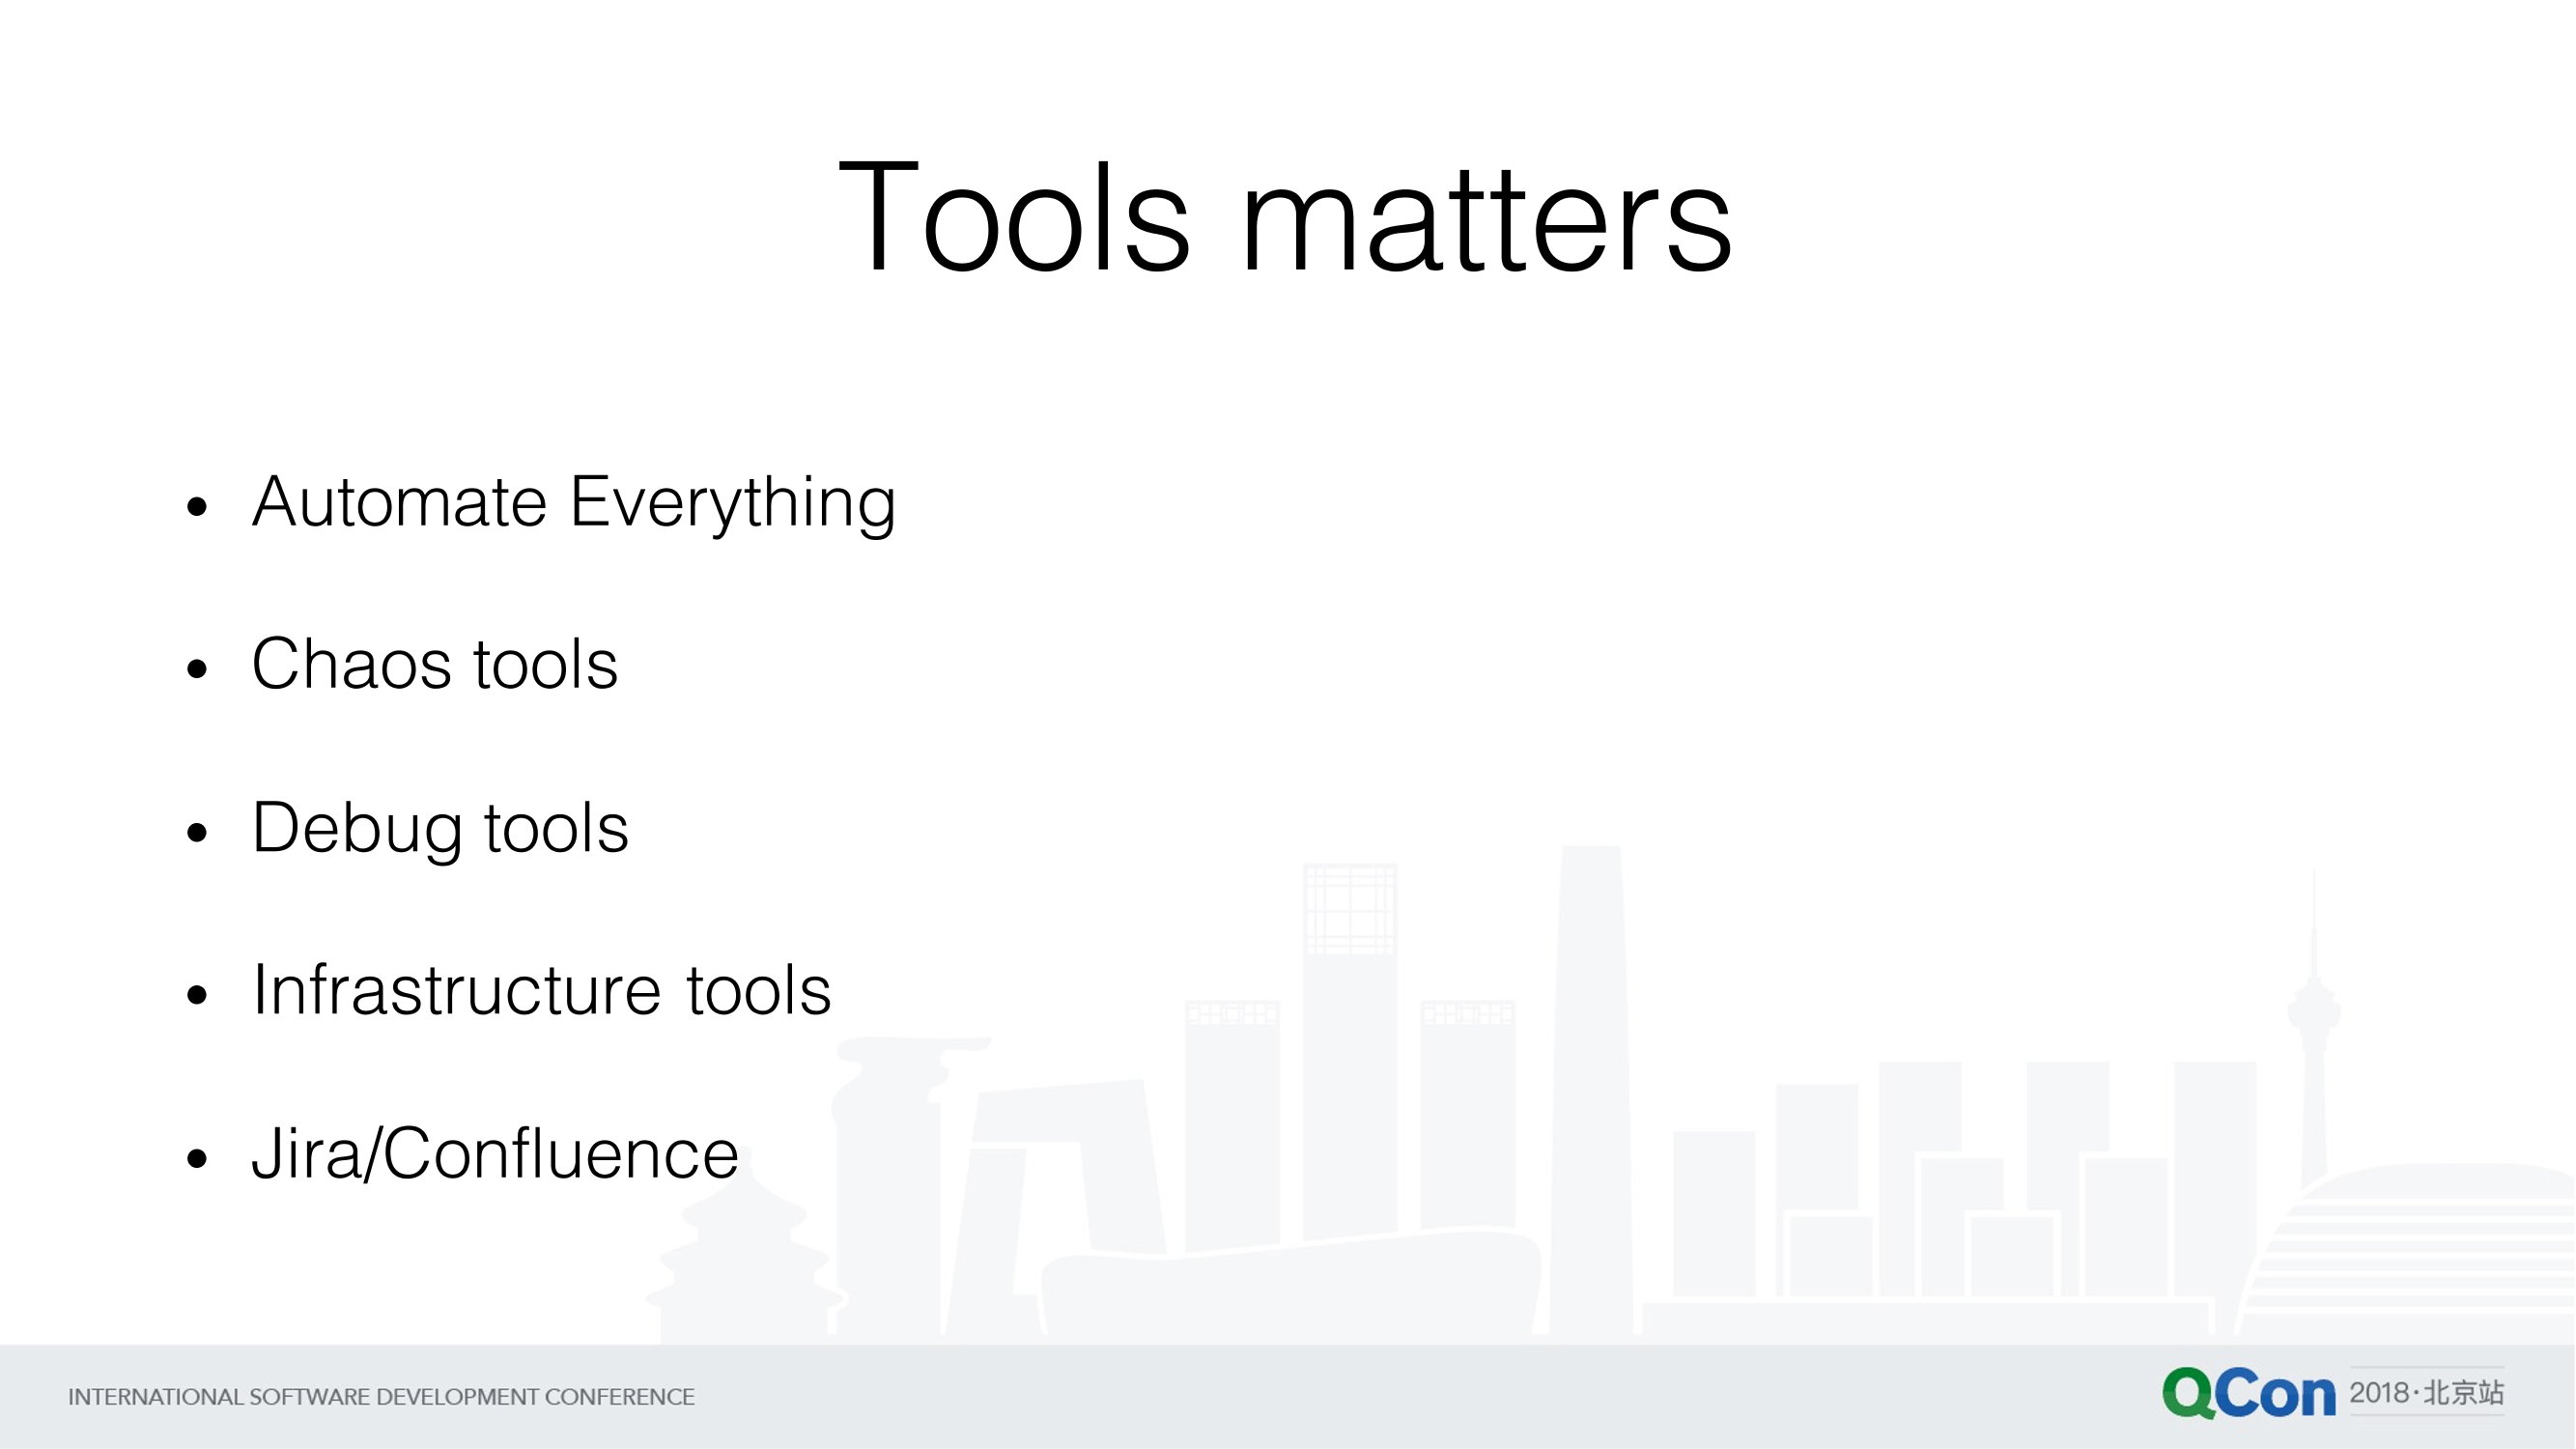 Tools matters
• Automate Everything
• Chaos tools
• Debug tools
• Infrastructure tools
• Jira/Confluence
INTERNATIONAL SOFTWARE DEVELOPMENT CONFERENCE
QCon 2018·北京站